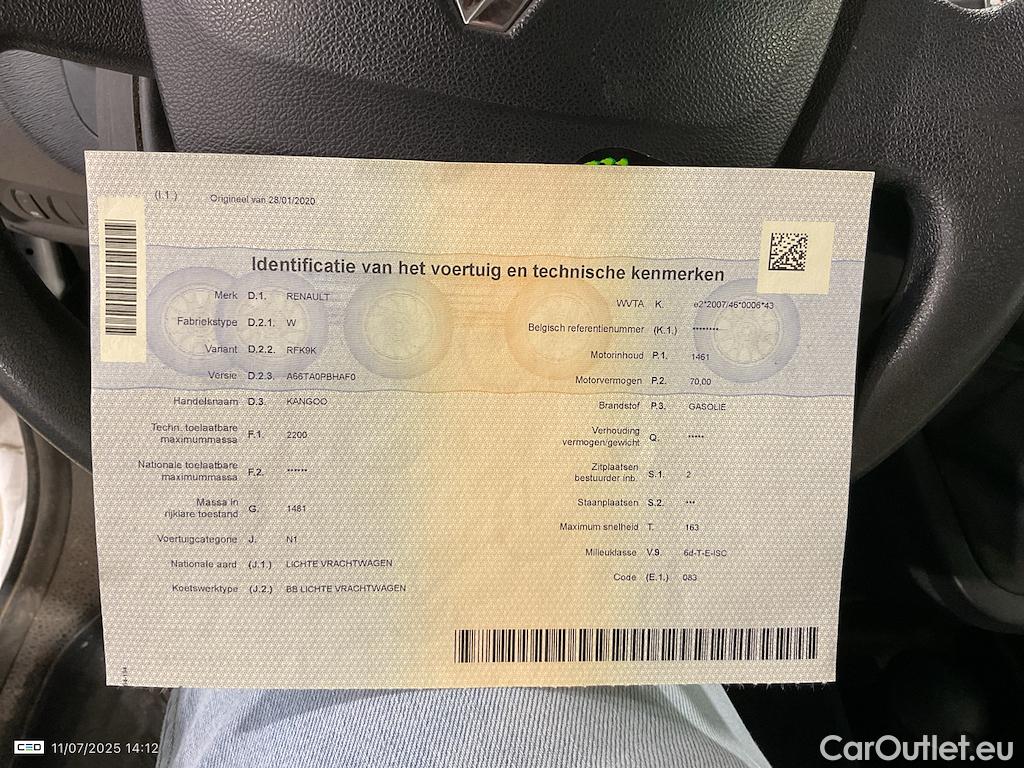 (I.1.) Origineel van 28/01/2020
Identificatie van het voertuig en technische kenmerken
Merk D.1. RENAULT
Fabriekstype D.2.1. W
Variant D.2.2. RFK9K
Versie D.2.3. A66TA0PBHAF0
Handelsnaam D.3. KANGOO
Techn. toelaatbare
maximummassa F.1. 2200
Nationale toelaatbare
maximummassa F.2. ******
Massa in
rijklare toestand G. 1481
Voertuigcategorie J. N1
Nationale aard (J.1.) LICHTE VRACHTWAGEN
Koetswerktype (J.2.) BB LICHTE VRACHTWAGEN
WVTA K. e2*2007/46*0006*43
Belgisch referentienummer (K.1.) ********
Motorinhoud P.1. 1461
Motorvermogen P.2. 70,00
Brandstof P.3. GASOLIE
Verhouding
vermogen/gewicht Q. *****
Zitplaatsen
bestuurder inb. S.1. 2
Staanplaatsen S.2. ***
Maximum snelheid T. 163
Milieuklasse V.9. 6d-T-E-ISC
Code (E.1.) 083
CEO 11/07/2025 14:12
CarOutlet.eu